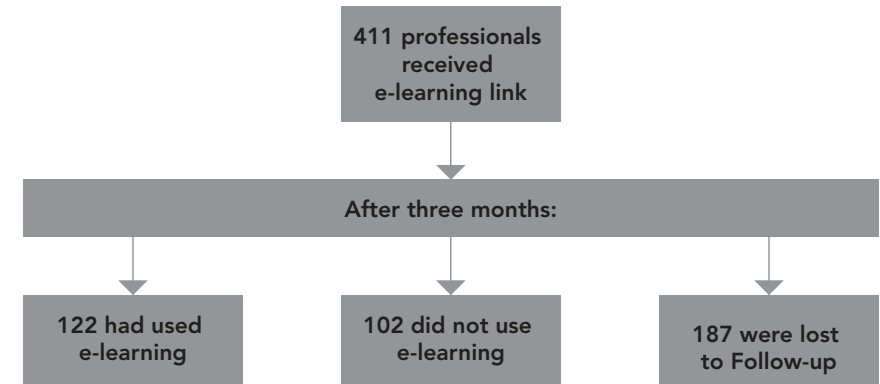 411 professionals
received
e-learning link
After three months:
122 had used
e-learning
102 did not use
e-learning
187 were lost
to Follow-up